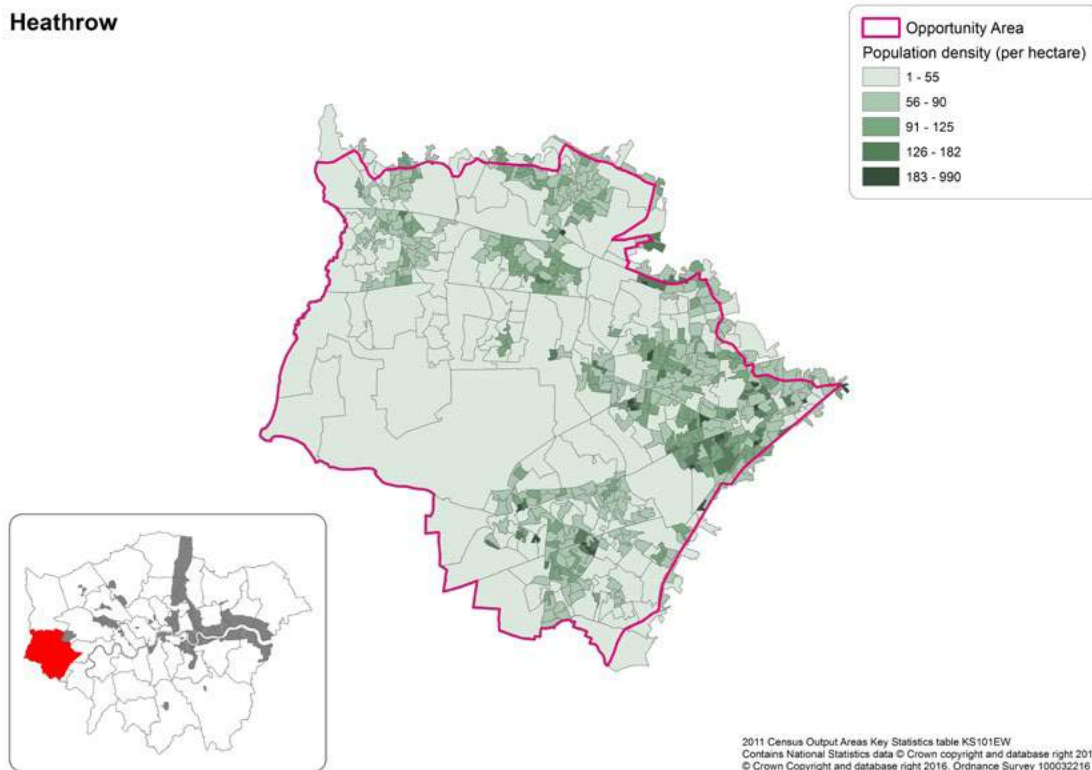 Heathrow
Opportunity Area
Population density (per hectare)
1 - 55
56 - 90
91 - 125
126 - 182
183 - 990
2011 Census Output Areas Key Statistics table KS101EW
Contains National Statistics data © Crown copyright and database right 201
© Crown Copyright and database right 2016. Ordnance Survey 100032216